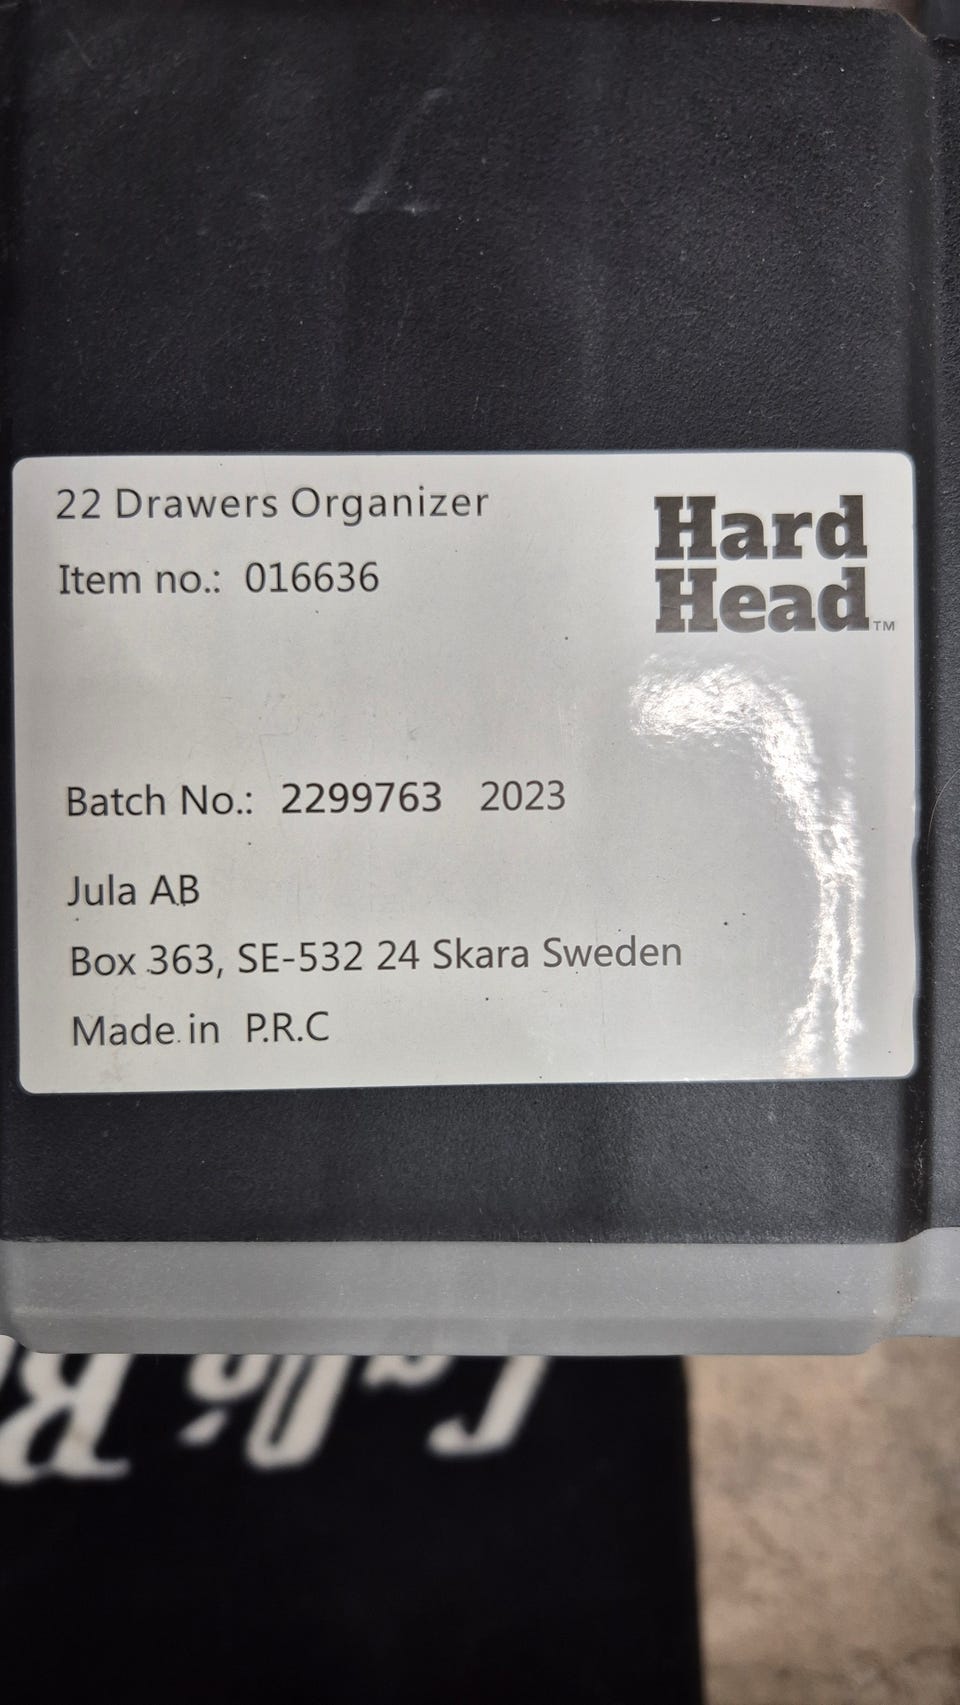 22 Drawers Organizer
Item no.: 016636
Hard
Head™
Batch No.: 2299763 2023
Jula AB
Box 363, SE-532 24 Skara Sweden
Made in P.R.C